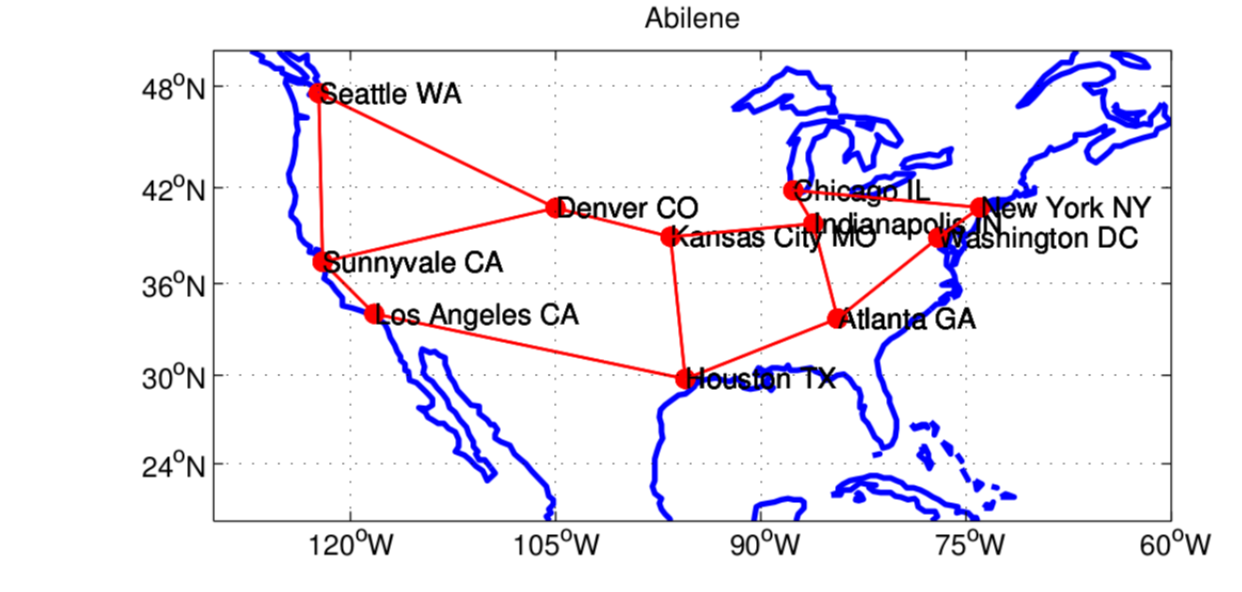 Abilene
48°N
Seattle WA
42°N
Chicago IL
Denver CO
New York NY
Indianapolis IN
Kansas City MO
Washington DC
Sunnyvale CA
36°N
Los Angeles CA
Atlanta GA
30°N
Houston TX
24°N
120°W
105°W
90°W
75°W
60°W